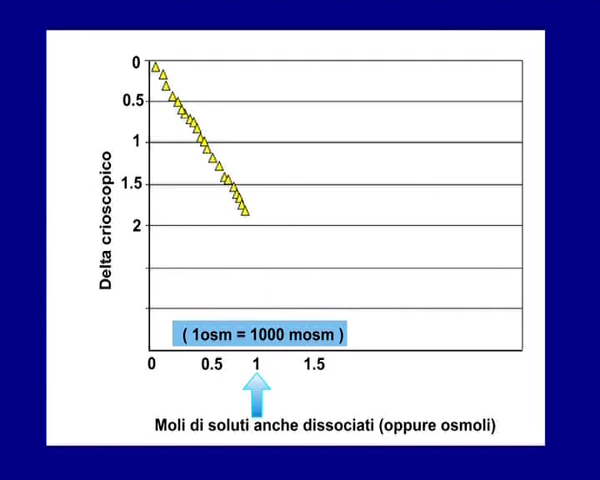 0
0.5
1
1.5
2
Delta crioscopico
( 1osm = 1000 mosm )
0 0.5 1 1.5
Moli di soluti anche dissociati (oppure osmoli)